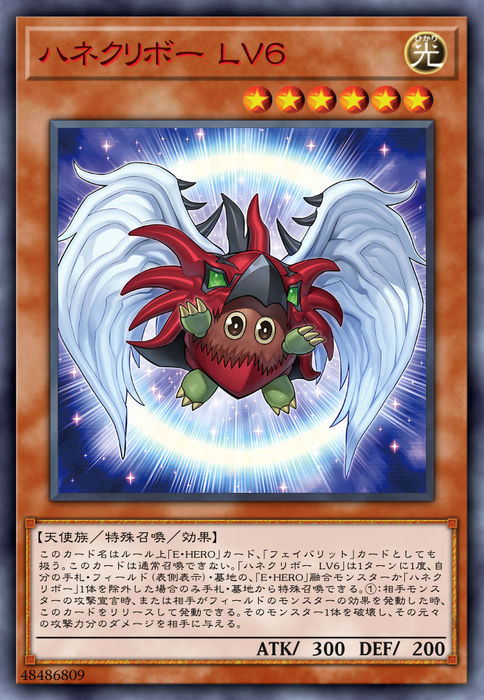 ハネクリボー LV6
光
ひかり
【天使族／特殊召喚／効果】
このカード名はルール上「E・HERO」カード、「フェイバリット」カードとしても
扱う。このカードは通常召喚できない。「ハネクリボー LV6」は1ターンに1度、自
分の手札・フィールド(表側表示)・墓地の、「E・HERO」融合モンスターか「ハネク
リボー」1体を除外した場合のみ手札・墓地から特殊召喚できる。①：相手モンス
ターの攻撃宣言時、または相手がフィールドのモンスターの効果を発動した時、
このカードをリリースして発動できる。そのモンスター1体を破壊し、その元々
の攻撃力分のダメージを相手に与える。
ATK/ 300 DEF/ 200
48486809